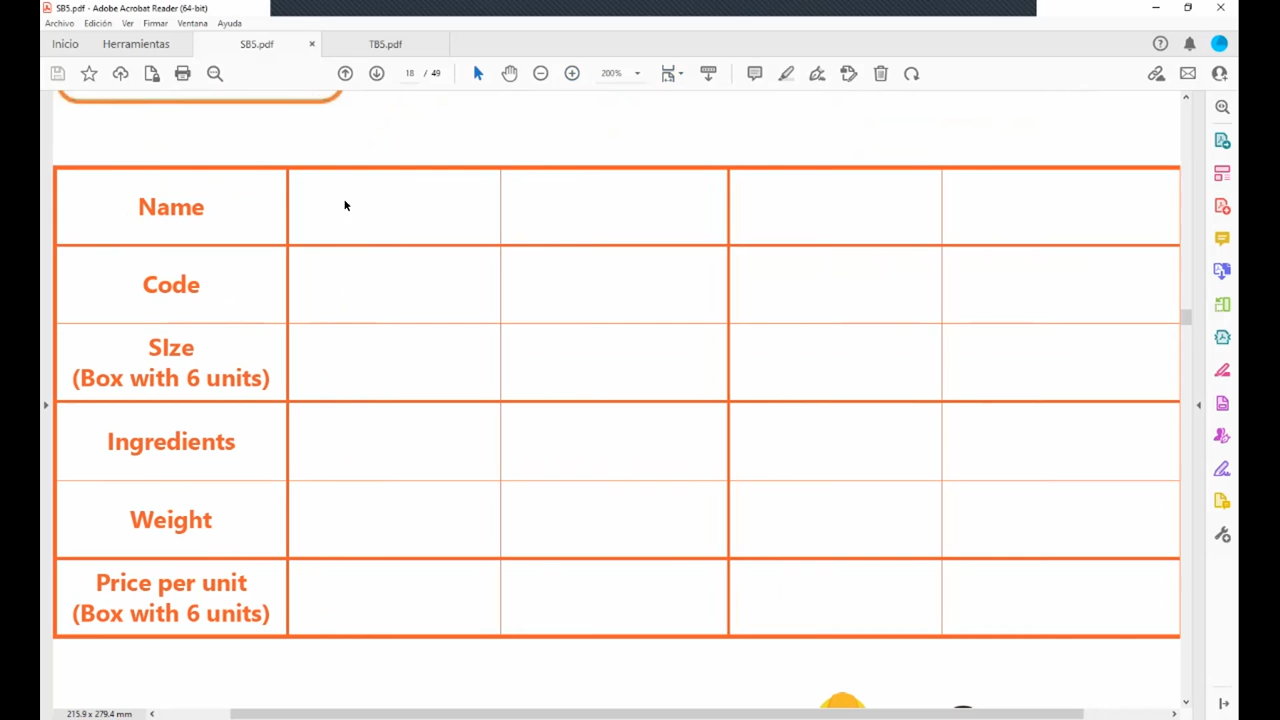 SB5.pdf - Adobe Acrobat Reader (64-bit)
Archivo Edición Ver Firmar Ventana Ayuda
Inicio Herramientas SB5.pdf TB5.pdf
18 / 49 200%
Name
Code
SIze
(Box with 6 units)
Ingredients
Weight
Price per unit
(Box with 6 units)
215.9 x 279.4 mm